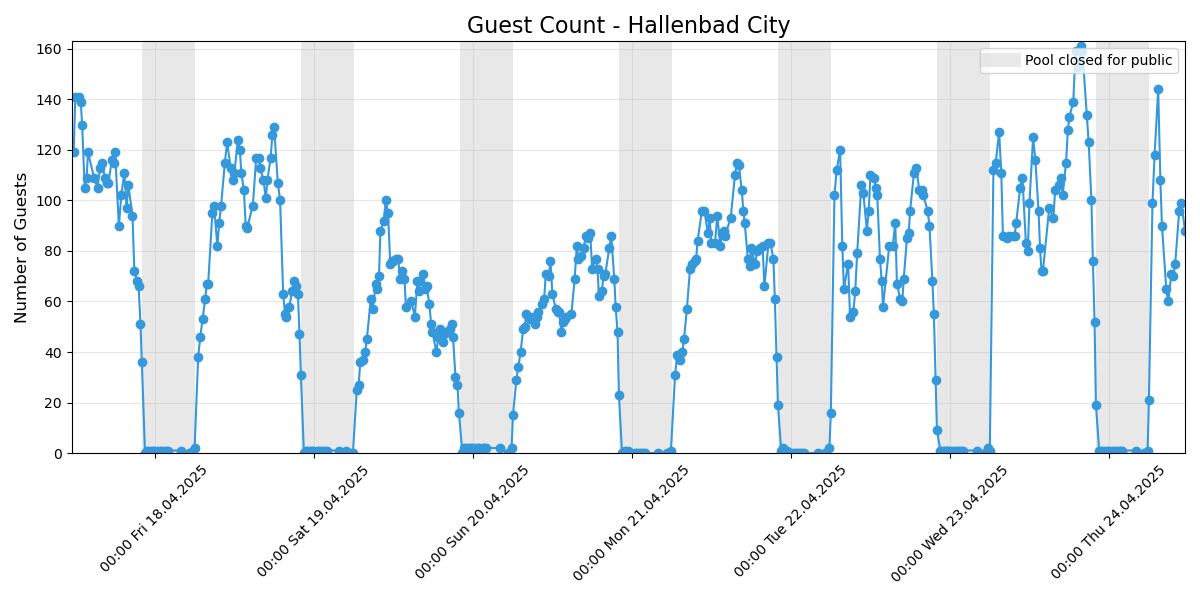 Guest Count - Hallenbad City
Number of Guests
160
140
120
100
80
60
40
20
0
Pool closed for public
00:00 Fri 18.04.2025
00:00 Sat 19.04.2025
00:00 Sun 20.04.2025
00:00 Mon 21.04.2025
00:00 Tue 22.04.2025
00:00 Wed 23.04.2025
00:00 Thu 24.04.2025